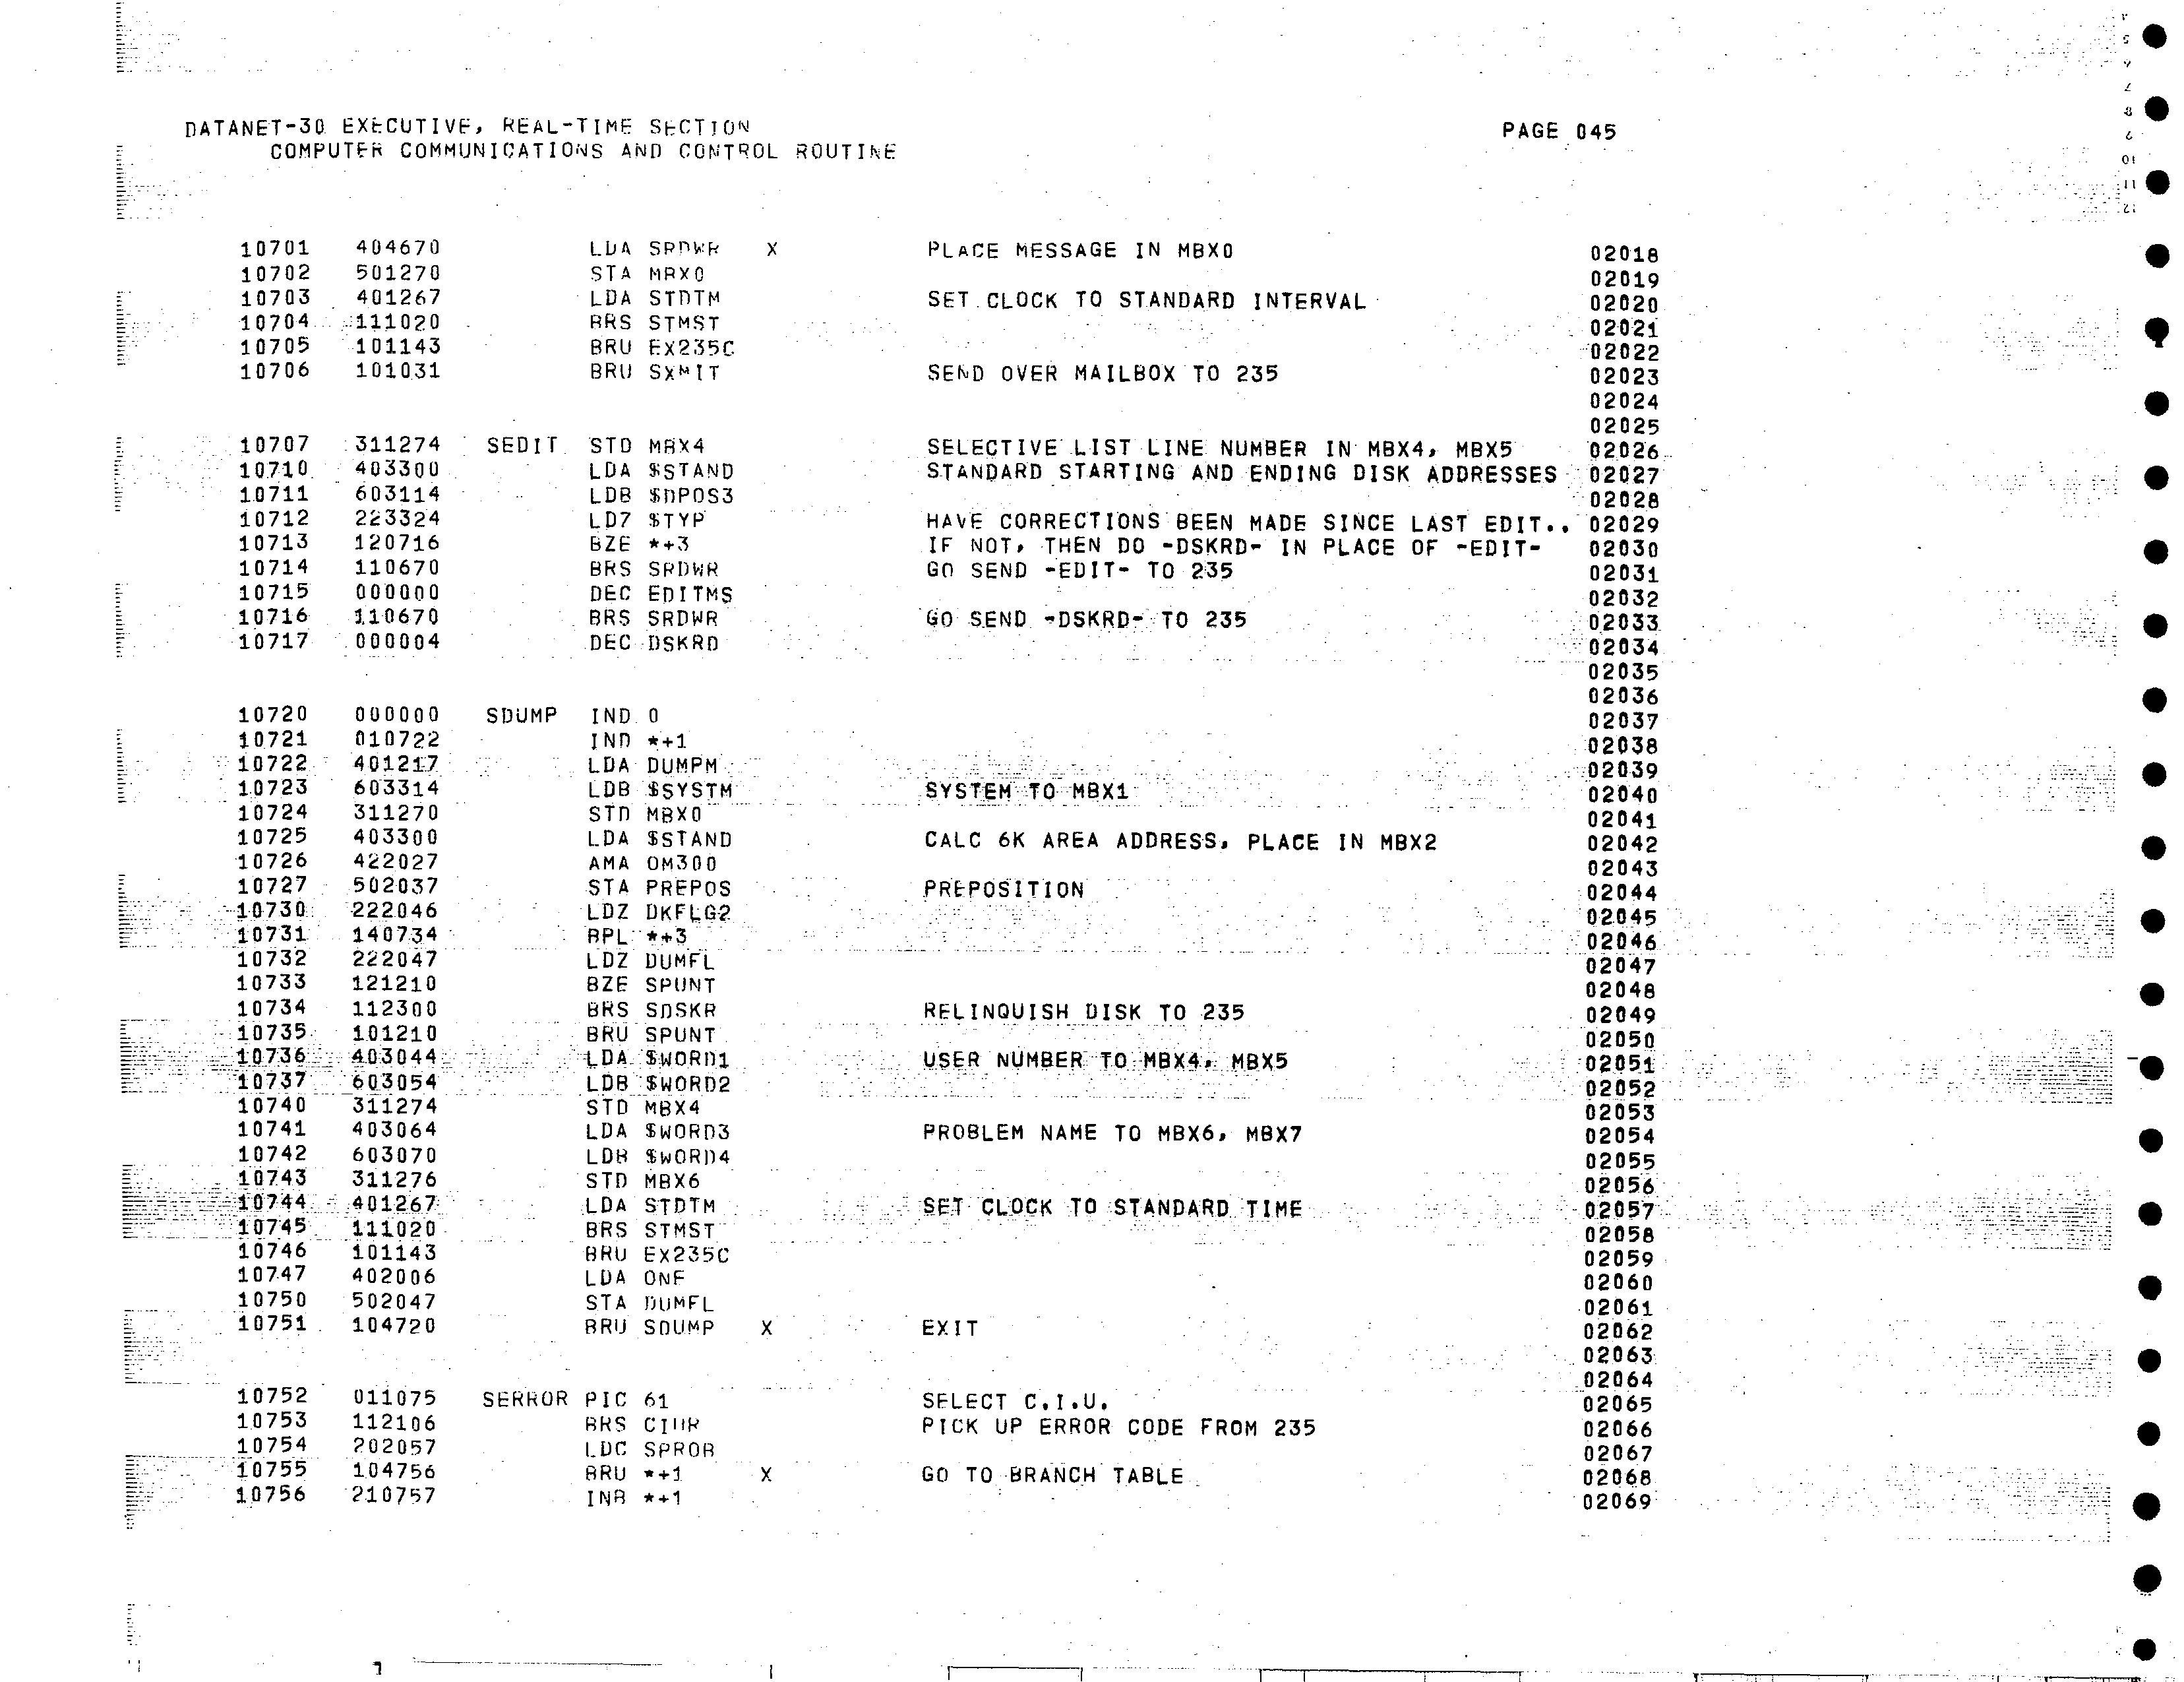 DATANET-30 EXECUTIVE, REAL-TIME SECTION PAGE 045
COMPUTER COMMUNICATIONS AND CONTROL ROUTINE
10701 404670 LDA SRDWR X PLACE MESSAGE IN MBX0 02018
10702 501270 STA MBX0 02019
10703 401267 LDA STDTM SET CLOCK TO STANDARD INTERVAL 02020
10704 111020 BRS STMST 02021
10705 101143 BRU EX235C 02022
10706 101031 BRU SXMIT SEND OVER MAILBOX TO 235 02023
02024
02025
10707 311274 SEDIT STD MBX4 SELECTIVE LIST LINE NUMBER IN MBX4, MBX5 02026
10710 403300 LDA $STAND STANDARD STARTING AND ENDING DISK ADDRESSES 02027
10711 603114 LDB $DPOS3 02028
10712 223324 LDZ $TYP HAVE CORRECTIONS BEEN MADE SINCE LAST EDIT.. 02029
10713 120716 BZE *+3 IF NOT, THEN DO -DSKRD- IN PLACE OF -EDIT- 02030
10714 110670 BRS SRDWR GO SEND -EDIT- TO 235 02031
10715 000000 DEC EDITMS 02032
10716 110670 BRS SRDWR GO SEND -DSKRD- TO 235 02033
10717 000004 DEC DSKRD 02034
02035
02036
10720 000000 SDUMP IND 0 02037
10721 010722 IND *+1 02038
10722 401217 LDA DUMPM 02039
10723 603314 LDB $SYSTM SYSTEM TO MBX1 02040
10724 311270 STD MBX0 02041
10725 403300 LDA $STAND CALC 6K AREA ADDRESS, PLACE IN MBX2 02042
10726 422027 AMA OM300 02043
10727 502037 STA PREPOS PREPOSITION 02044
10730 222046 LDZ DKFLG2 02045
10731 140734 BPL *+3 02046
10732 222047 LDZ DUMFL 02047
10733 121210 BZE SPUNT 02048
10734 112300 BRS SDSKR RELINQUISH DISK TO 235 02049
10735 101210 BRU SPUNT 02050
10736 403044 LDA $WORD1 USER NUMBER TO MBX4, MBX5 02051
10737 603054 LDB $WORD2 02052
10740 311274 STD MBX4 02053
10741 403064 LDA $WORD3 PROBLEM NAME TO MBX6, MBX7 02054
10742 603070 LDB $WORD4 02055
10743 311276 STD MBX6 02056
10744 401267 LDA STDTM SET CLOCK TO STANDARD TIME 02057
10745 111020 BRS STMST 02058
10746 101143 BRU EX235C 02059
10747 402006 LDA ONE 02060
10750 502047 STA DUMFL 02061
10751 104720 BRU SDUMP X EXIT 02062
02063
02064
10752 011075 SERROR PIC 61 SELECT C.I.U. 02065
10753 112106 BRS CIUR PICK UP ERROR CODE FROM 235 02066
10754 202057 LDC SPROB 02067
10755 104756 BRU *+1 X GO TO BRANCH TABLE 02068
10756 210757 INB *+1 02069